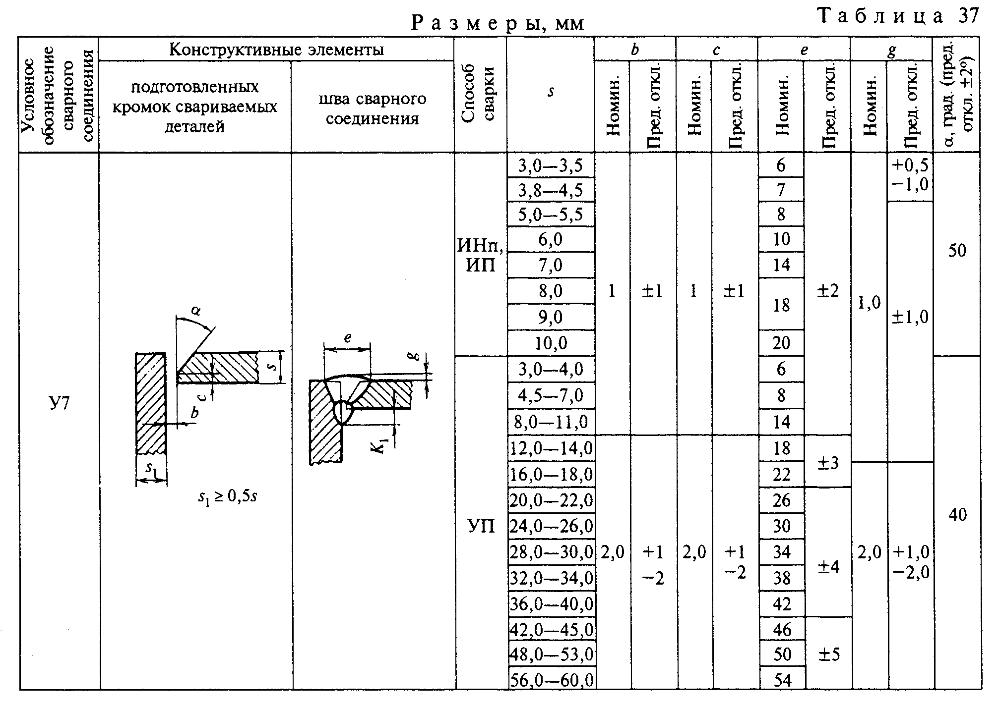 Таблица 37
Размеры, мм
Условное обозначение сварного соединения
Конструктивные элементы
подготовленных
кромок свариваемых
деталей
шва сварного
соединения
Способ сварки
s
b
c
e
g
Номин.
Пред. откл.
Номин.
Пред. откл.
Номин.
Пред. откл.
Номин.
Пред. откл.
α, град. (пред. откл. ±2°)
У7
α
s
c
b
s₁
s₁ ≥ 0,5s
e
g
K₁
ИНп,
ИП
УП
3,0—3,5
3,8—4,5
5,0—5,5
6,0
7,0
8,0
9,0
10,0
3,0—4,0
4,5—7,0
8,0—11,0
12,0—14,0
16,0—18,0
20,0—22,0
24,0—26,0
28,0—30,0
32,0—34,0
36,0—40,0
42,0—45,0
48,0—53,0
56,0—60,0
1
2,0
±1
+1
−2
1
2,0
±1
+1
−2
6
7
8
10
14
18
20
6
8
14
18
22
26
30
34
38
42
46
50
54
±2
±3
±4
±5
1,0
2,0
+0,5
−1,0
±1,0
+1,0
−2,0
50
40